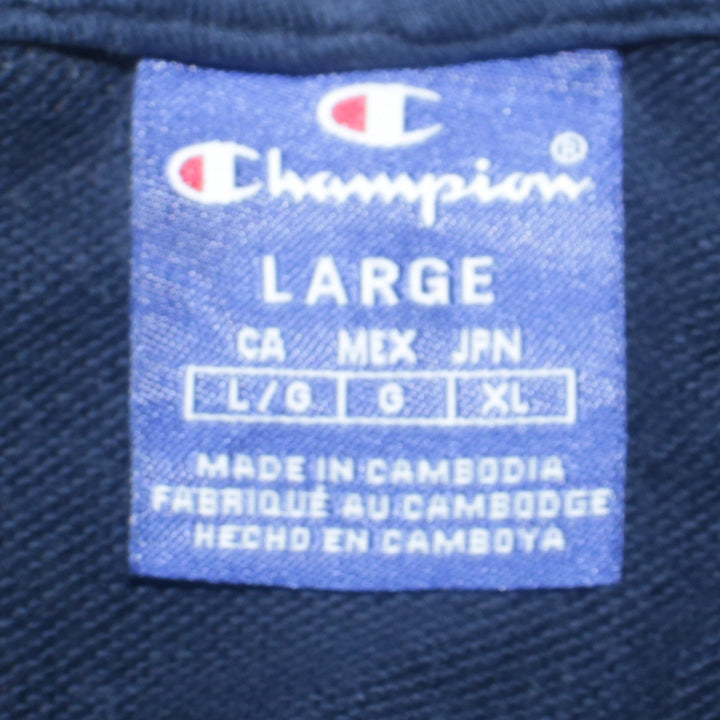 Champion®
LARGE
CA MEX JPN
L/G G XL
MADE IN CAMBODIA
FABRIQUÉ AU CAMBODGE
HECHO EN CAMBOYA